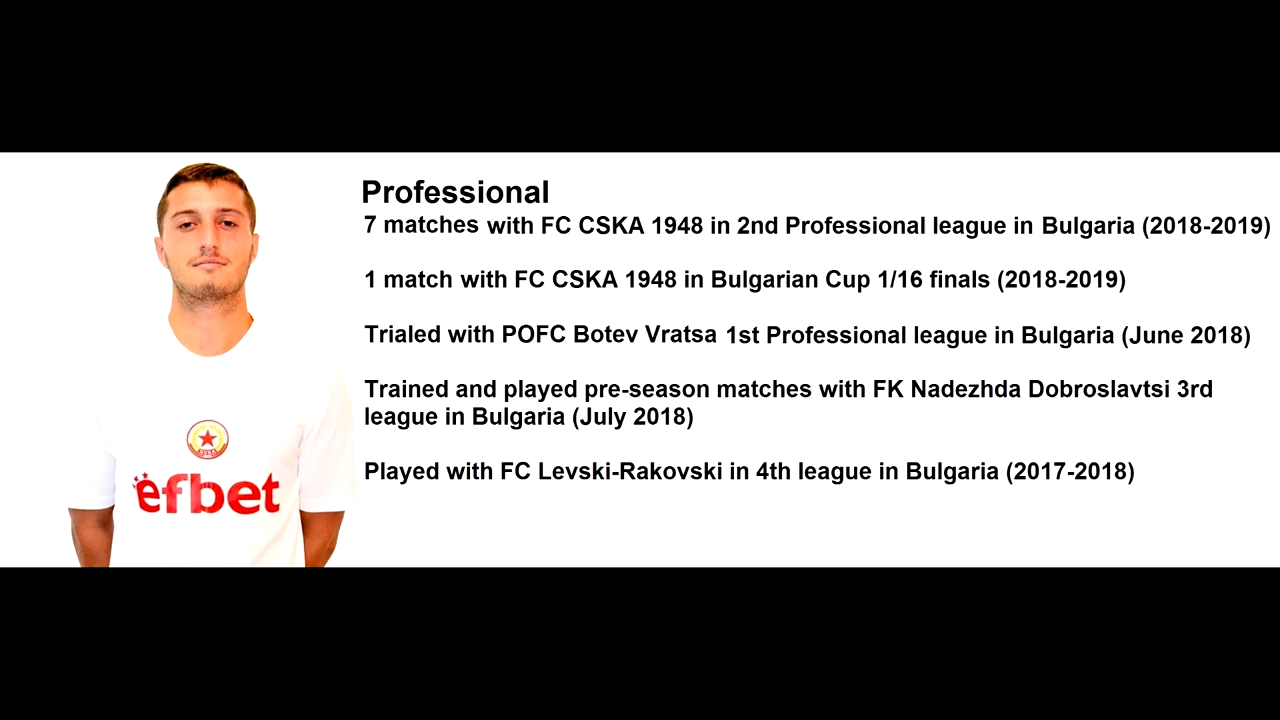 Professional
7 matches with FC CSKA 1948 in 2nd Professional league in Bulgaria (2018-2019)
1 match with FC CSKA 1948 in Bulgarian Cup 1/16 finals (2018-2019)
Trialed with POFC Botev Vratsa 1st Professional league in Bulgaria (June 2018)
Trained and played pre-season matches with FK Nadezhda Dobroslavtsi 3rd
league in Bulgaria (July 2018)
Played with FC Levski-Rakovski in 4th league in Bulgaria (2017-2018)
efbet